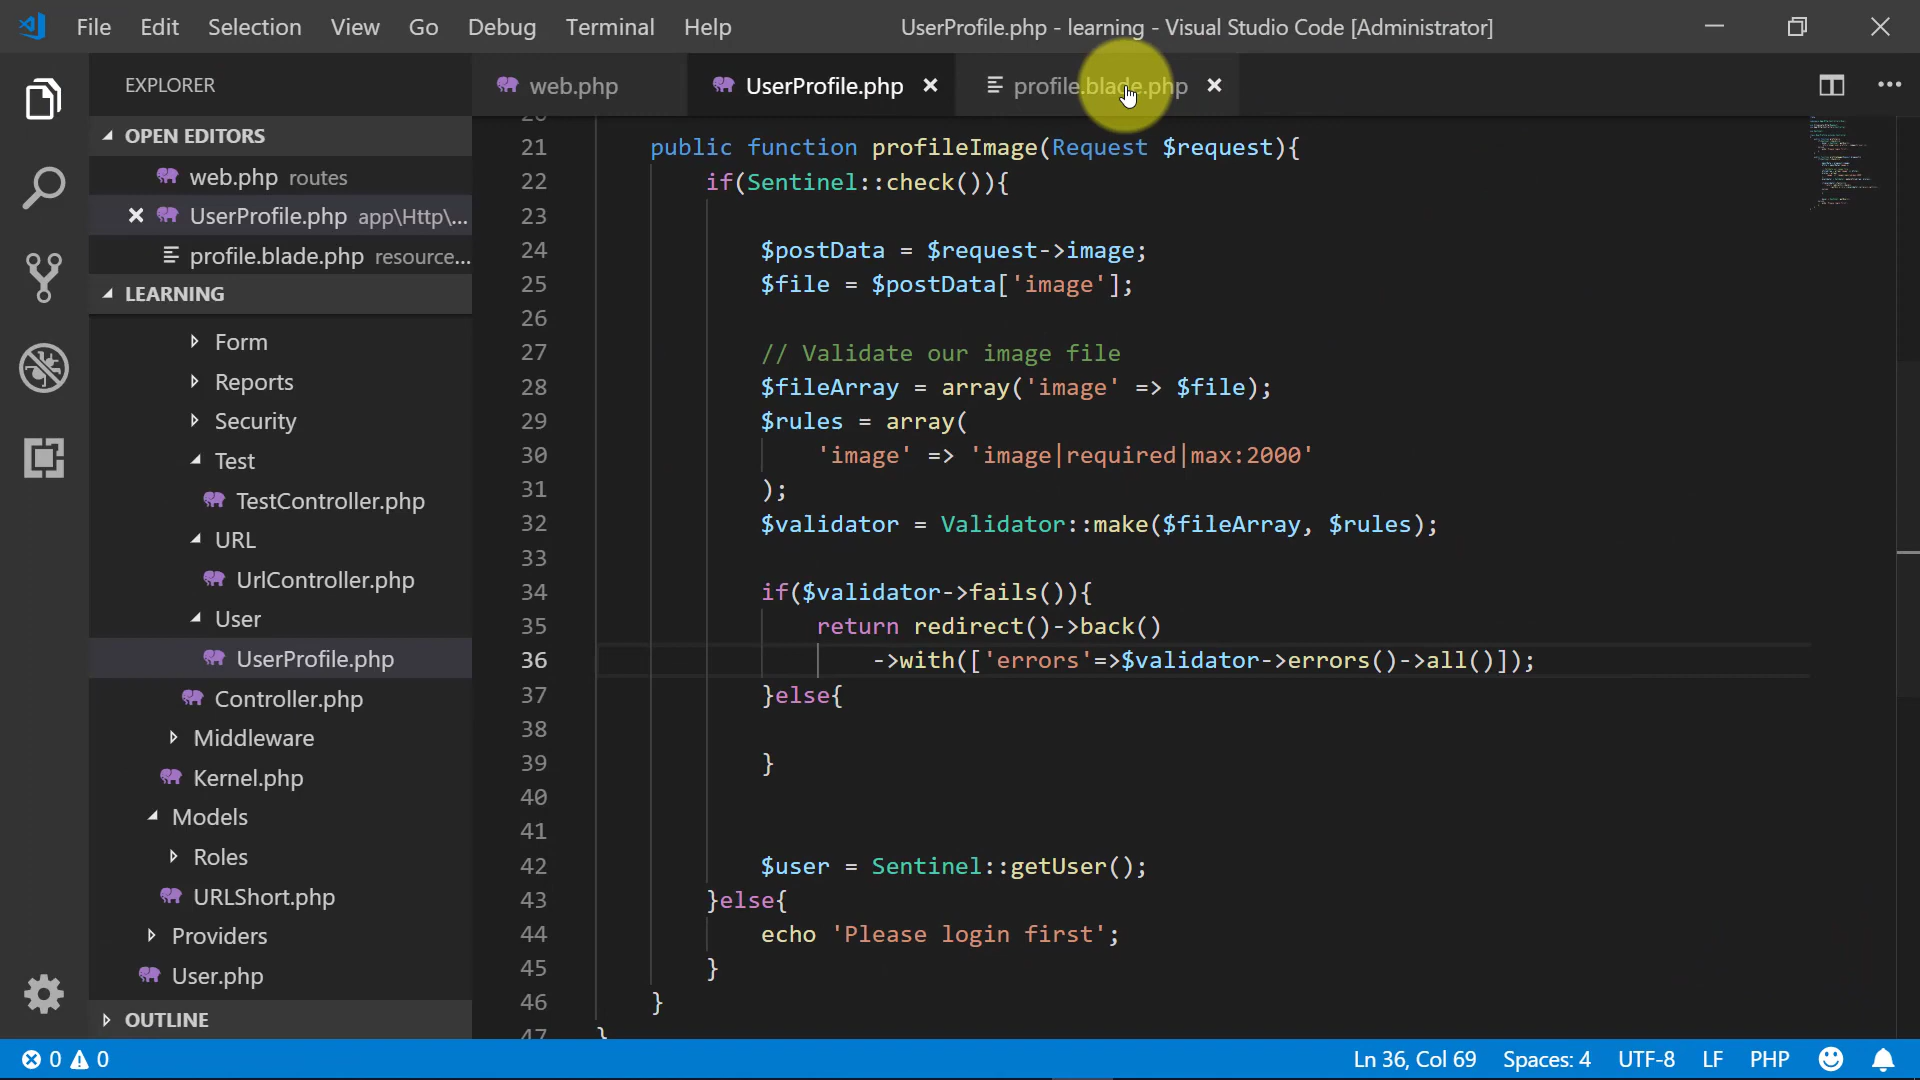 File Edit Selection View Go Debug Terminal Help UserProfile.php - learning - Visual Studio Code [Administrator]
EXPLORER
web.php UserProfile.php profile.blade.php
OPEN EDITORS
web.php routes
UserProfile.php app\Http\...
profile.blade.php resource...
LEARNING
Form
Reports
Security
Test
TestController.php
URL
UrlController.php
User
UserProfile.php
Controller.php
Middleware
Kernel.php
Models
Roles
URLShort.php
Providers
User.php
OUTLINE
21 public function profileImage(Request $request){
22 if(Sentinel::check()){
23
24 $postData = $request->image;
25 $file = $postData['image'];
26
27 // Validate our image file
28 $fileArray = array('image' => $file);
29 $rules = array(
30 'image' => 'image|required|max:2000'
31 );
32 $validator = Validator::make($fileArray, $rules);
33
34 if($validator->fails()){
35 return redirect()->back()
36 ->with(['errors'=>$validator->errors()->all()]);
37 }else{
38
39 }
40
41
42 $user = Sentinel::getUser();
43 }else{
44 echo 'Please login first';
45 }
46 }
47 }
0 0 Ln 36, Col 69 Spaces: 4 UTF-8 LF PHP